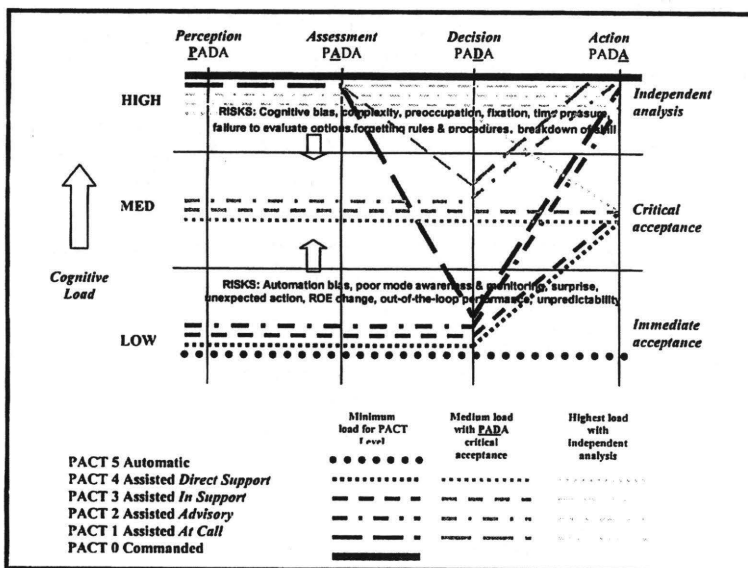 Perception Assessment Decision Action
PADA PADA PADA PADA
HIGH
Independent
analysis
RISKS: Cognitive bias, complexity, preoccupation, fixation, time pressure
failure to evaluate options, forgetting rules & procedures, breakdown of skill
MED
Critical
acceptance
Cognitive
Load
RISKS: Automation bias, poor mode awareness & monitoring, surprise,
unexpected action, ROE change, out-of-the-loop performance, unpredictability
LOW
Immediate
acceptance
Minimum Medium load Highest load
load for PACT with PADA with
Level critical independent
acceptance analysis
PACT 5 Automatic
PACT 4 Assisted Direct Support
PACT 3 Assisted In Support
PACT 2 Assisted Advisory
PACT 1 Assisted At Call
PACT 0 Commanded